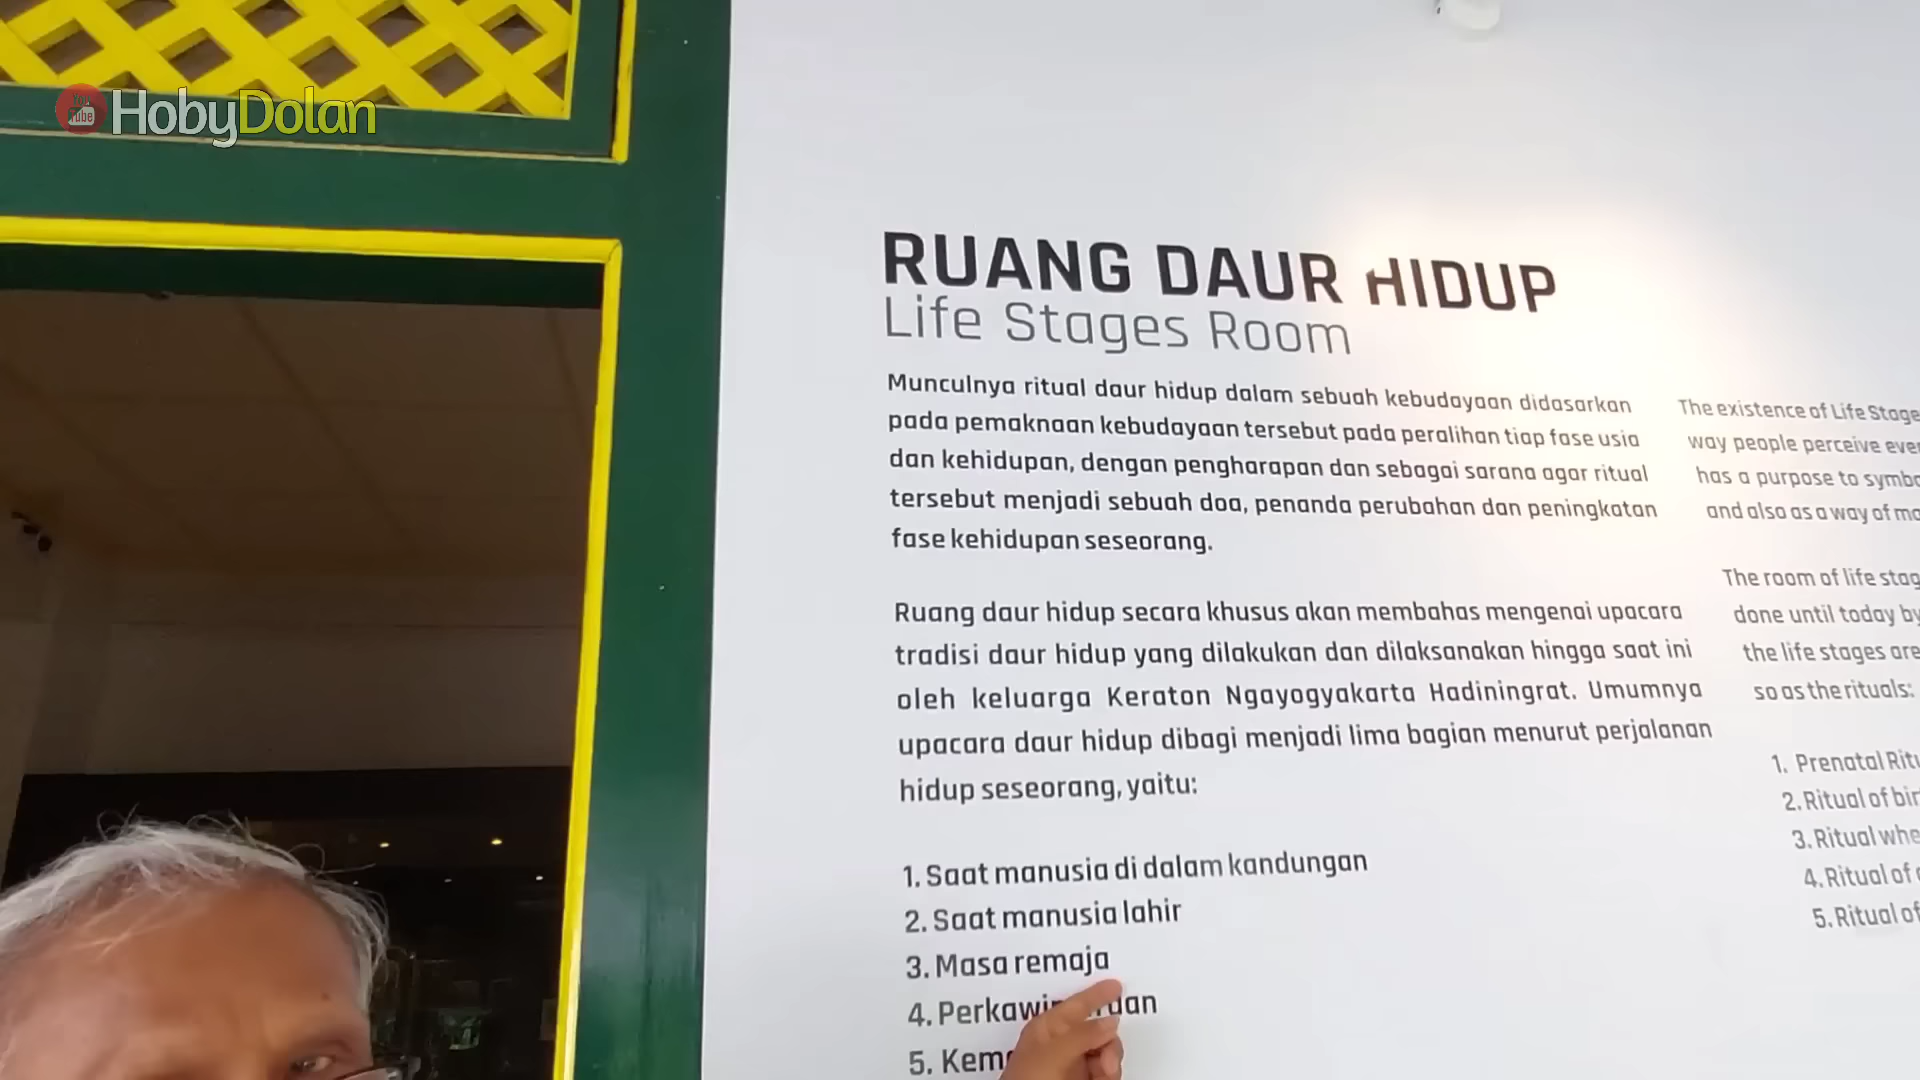 You Tube HobyDolan
RUANG DAUR HIDUP
Life Stages Room
Munculnya ritual daur hidup dalam sebuah kebudayaan didasarkan
pada pemaknaan kebudayaan tersebut pada peralihan tiap fase usia
dan kehidupan, dengan pengharapan dan sebagai sarana agar ritual
tersebut menjadi sebuah doa, penanda perubahan dan peningkatan
fase kehidupan seseorang.
Ruang daur hidup secara khusus akan membahas mengenai upacara
tradisi daur hidup yang dilakukan dan dilaksanakan hingga saat ini
oleh keluarga Keraton Ngayogyakarta Hadiningrat. Umumnya
upacara daur hidup dibagi menjadi lima bagian menurut perjalanan
hidup seseorang, yaitu:
1. Saat manusia di dalam kandungan
2. Saat manusia lahir
3. Masa remaja
4.
5.
The existence of Life
way people perceive
has a purpose to
and also as a way of
The room of life
done until today by
the life stages are
so as the rituals:
1. Prenatal
2. Ritual of
3. Ritual
4. Ritual of
5. Ritual of